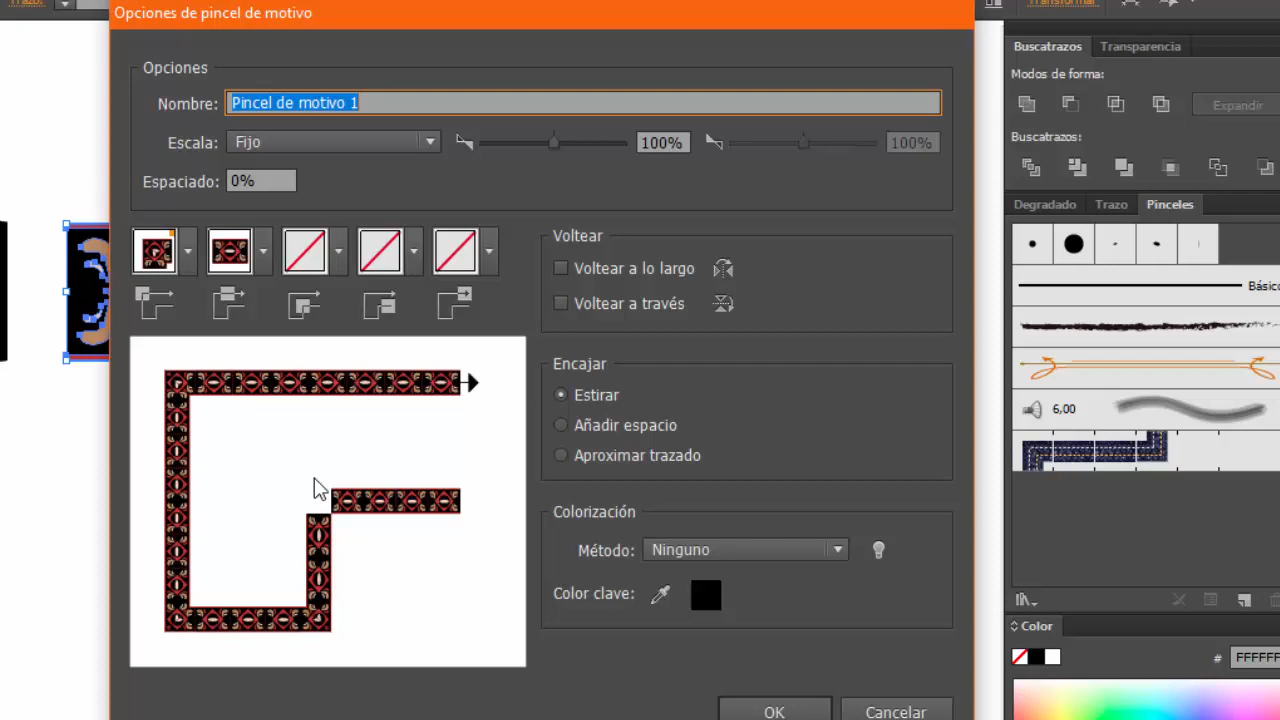 Trazo:
Transformar
Opciones de pincel de motivo
Opciones
Nombre: Pincel de motivo 1
Escala: Fijo 100% 100%
Espaciado: 0%
Voltear
Voltear a lo largo
Voltear a través
Encajar
Estirar
Añadir espacio
Aproximar trazado
Colorización
Método: Ninguno
Color clave:
OK Cancelar
Buscatrazos Transparencia
Modos de forma:
Expandir
Buscatrazos:
Degradado Trazo Pinceles
Básico
6,00
Color
# FFFFFF